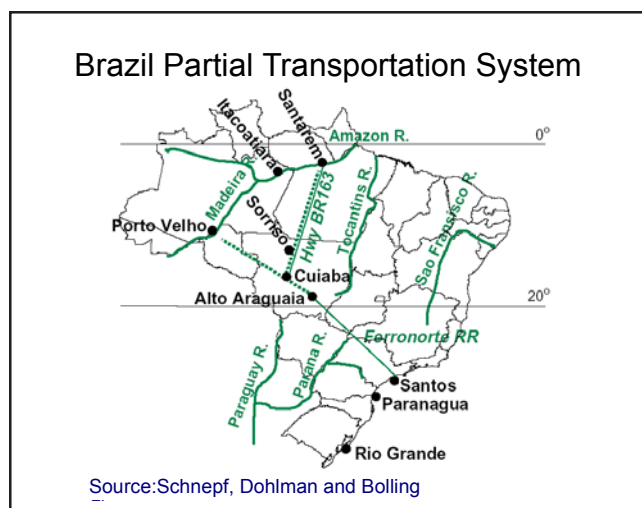 Brazil Partial Transportation System
Itacoatiara
Santarem
Amazon R.
0°
Madeira R.
Hwy BR163
Tocantins R.
Sao Fransisco R.
Porto Velho
Sorriso
Cuiaba
Alto Araguaia
20°
Ferronorte RR
Paraguay R.
Parana R.
Santos
Paranagua
Rio Grande
Source:Schnepf, Dohlman and Bolling